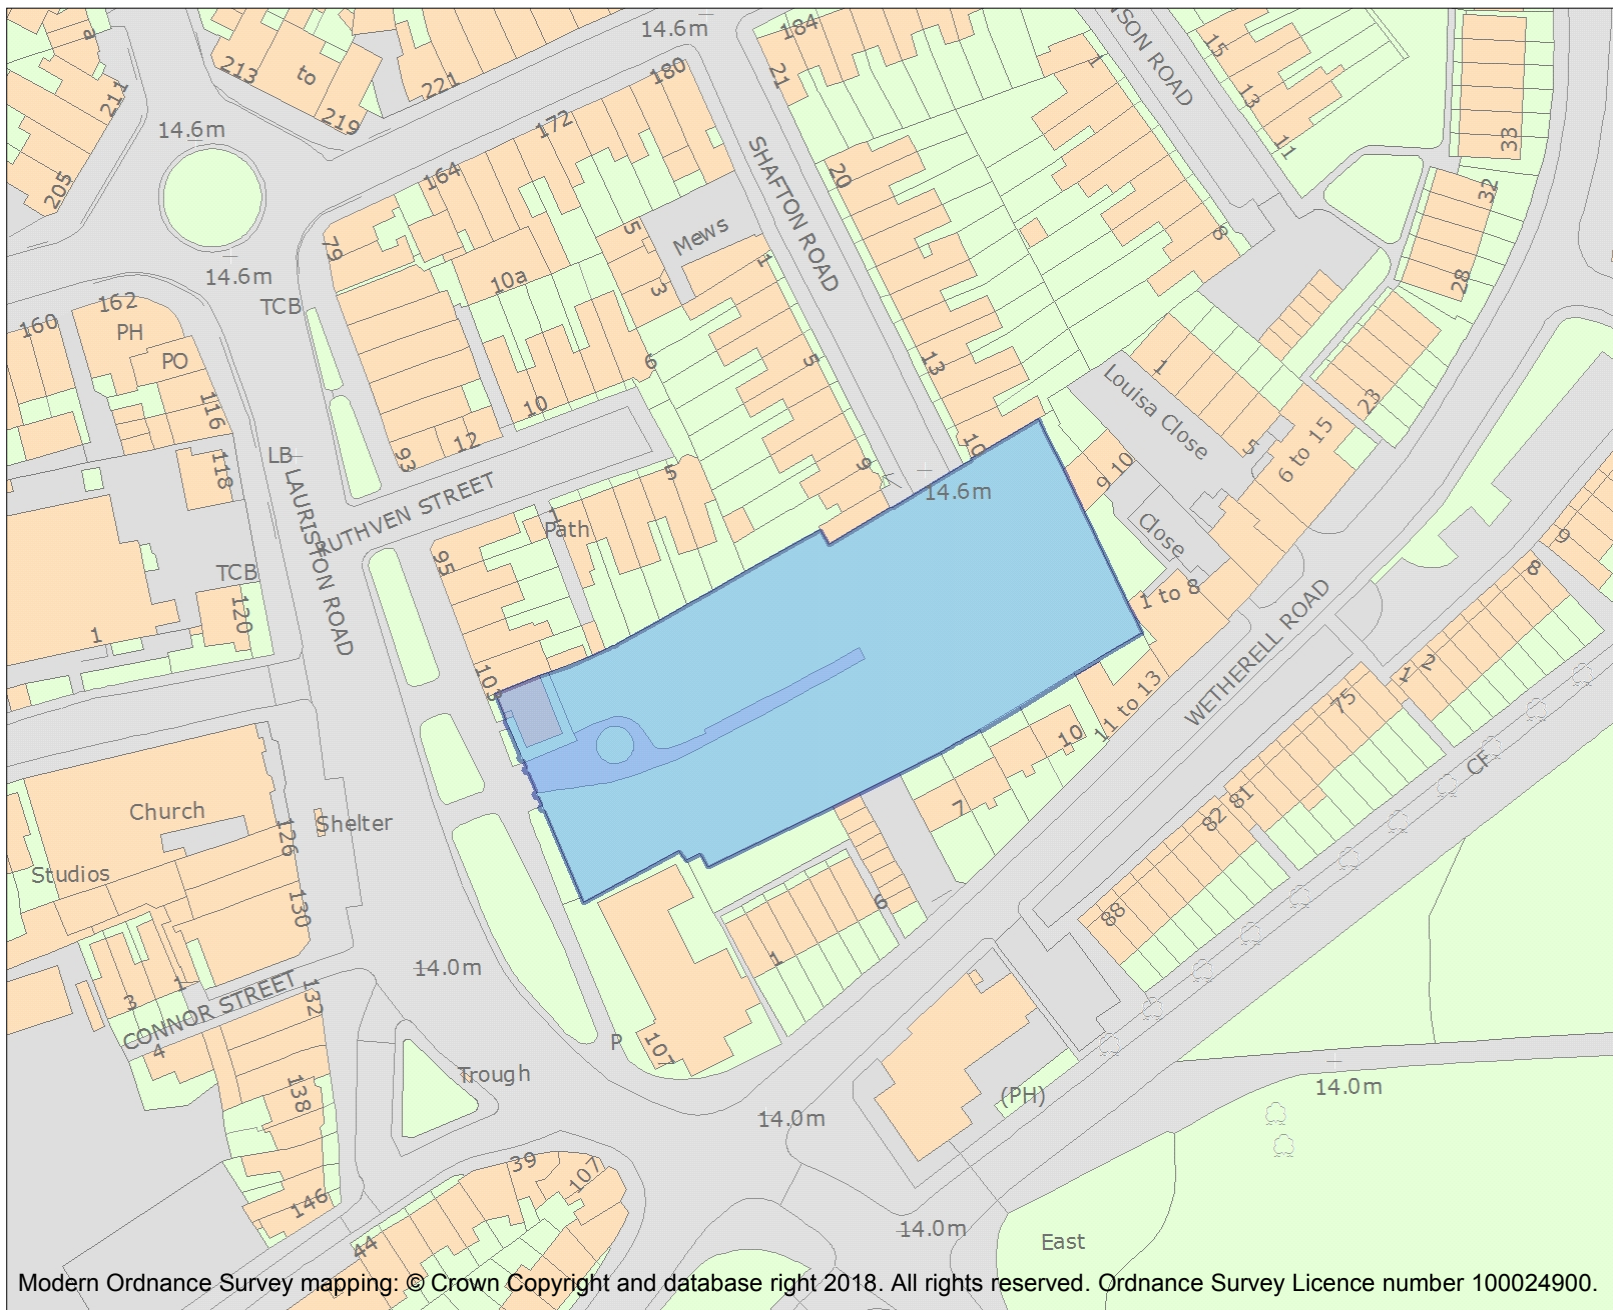 14.6m
184
SON ROAD
a
213
to
221
219
180
21
1
15
13
11
33
211
14.6m
172
205
164
SHAFTON ROAD
20
32
79
5
Mews
8
14.6m
10a
3
1
28
TCB
162
160
PH
PO
116
6
5
13
Louisa Close
1
23
10
12
93
LB
118
LAURISTON ROAD
RUTHVEN STREET
5
9
10
14.6m
9
10
5
6 to 15
7
Path
Close
95
TCB
120
1
1 to 8
9
8
WETHERELL ROAD
103
11 to 13
10
75
1
2
CF
Church
Shelter
126
7
81
82
Studios
130
6
88
14.0m
1
3
1
CONNOR STREET
4
132
P
107
Trough
138
14.0m
(PH)
14.0m
39
107
146
44
14.0m
East
Modern Ordnance Survey mapping: © Crown Copyright and database right 2018. All rights reserved. Ordnance Survey Licence number 100024900.